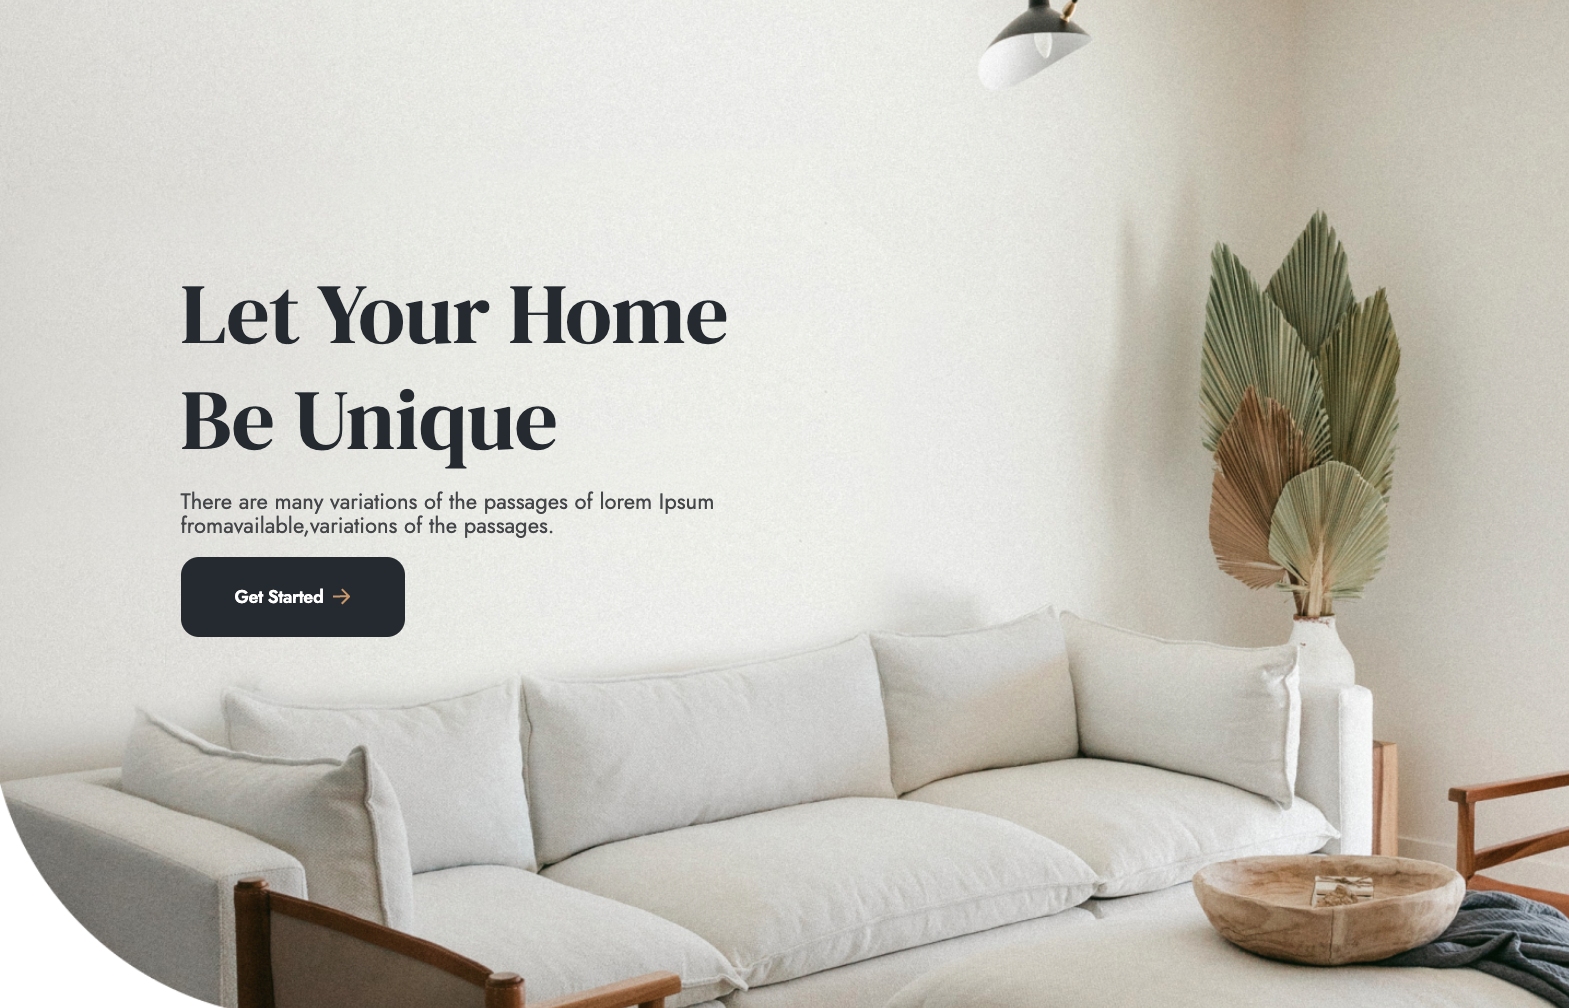 Let Your Home
Be Unique
There are many variations of the passages of lorem Ipsum
fromavailable,variations of the passages.
Get Started